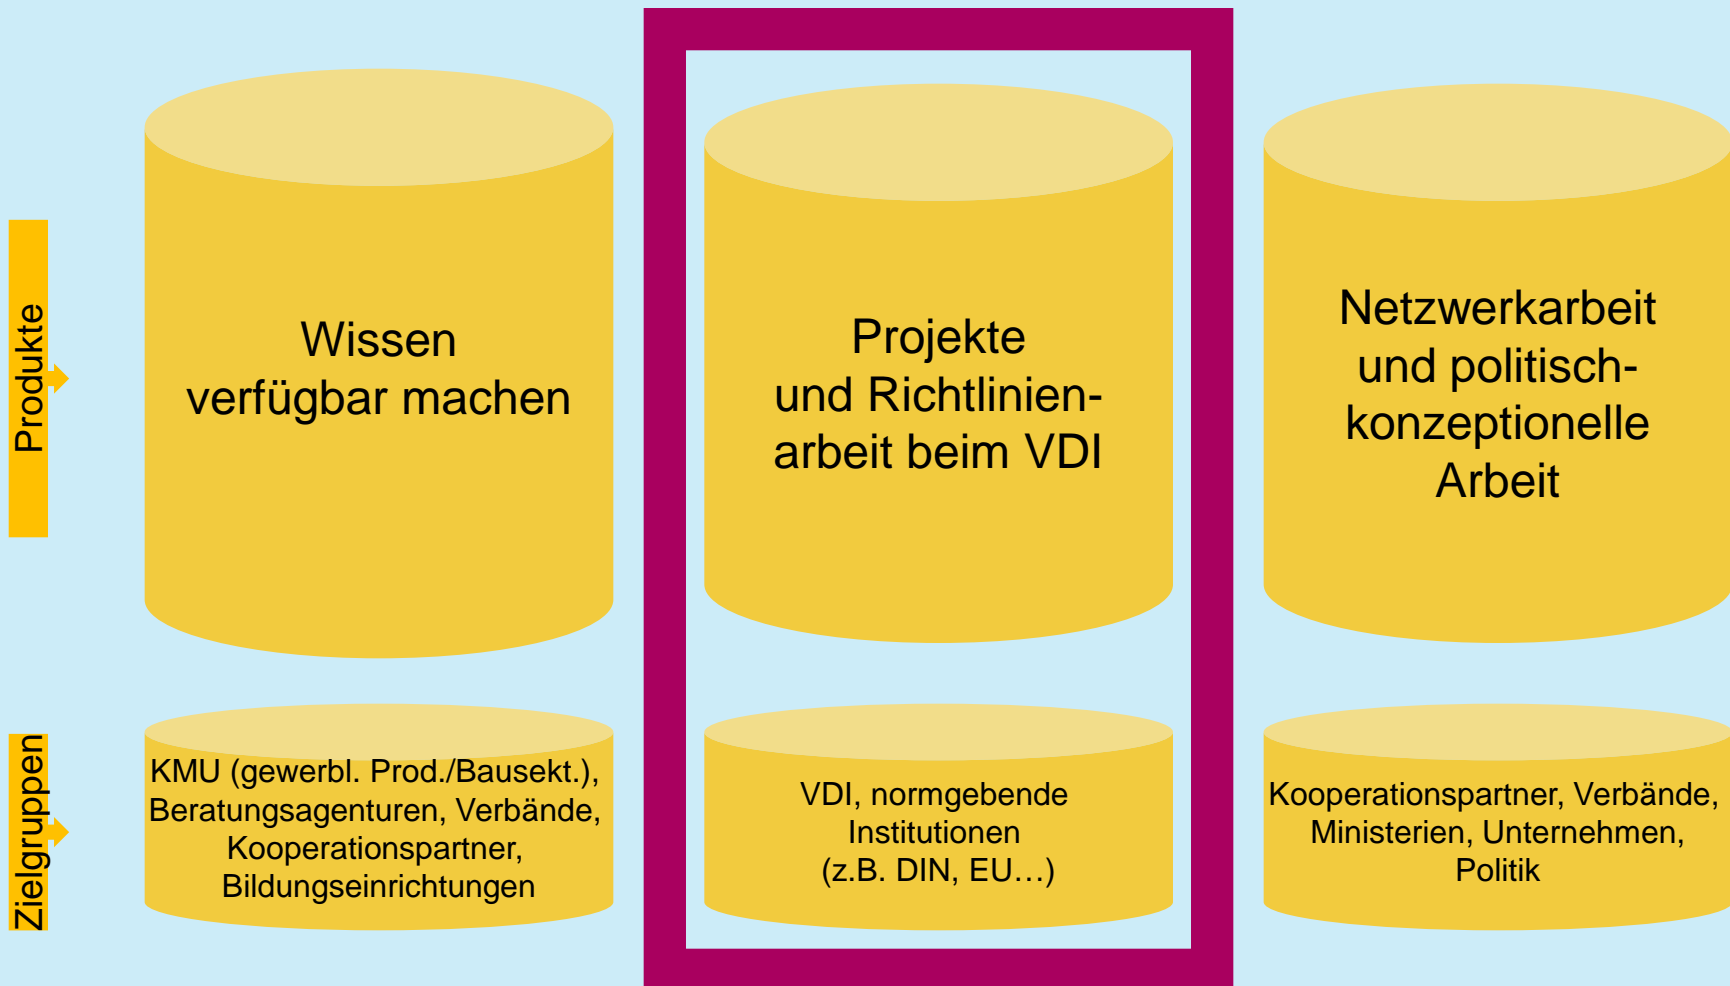 Produkte
Wissen
verfügbar machen
Projekte
und Richtlinien-
arbeit beim VDI
Netzwerkarbeit
und politisch-
konzeptionelle
Arbeit
Zielgruppen
KMU (gewerbl. Prod./Bausekt.),
Beratungsagenturen, Verbände,
Kooperationspartner,
Bildungseinrichtungen
VDI, normgebende
Institutionen
(z.B. DIN, EU…)
Kooperationspartner, Verbände,
Ministerien, Unternehmen,
Politik